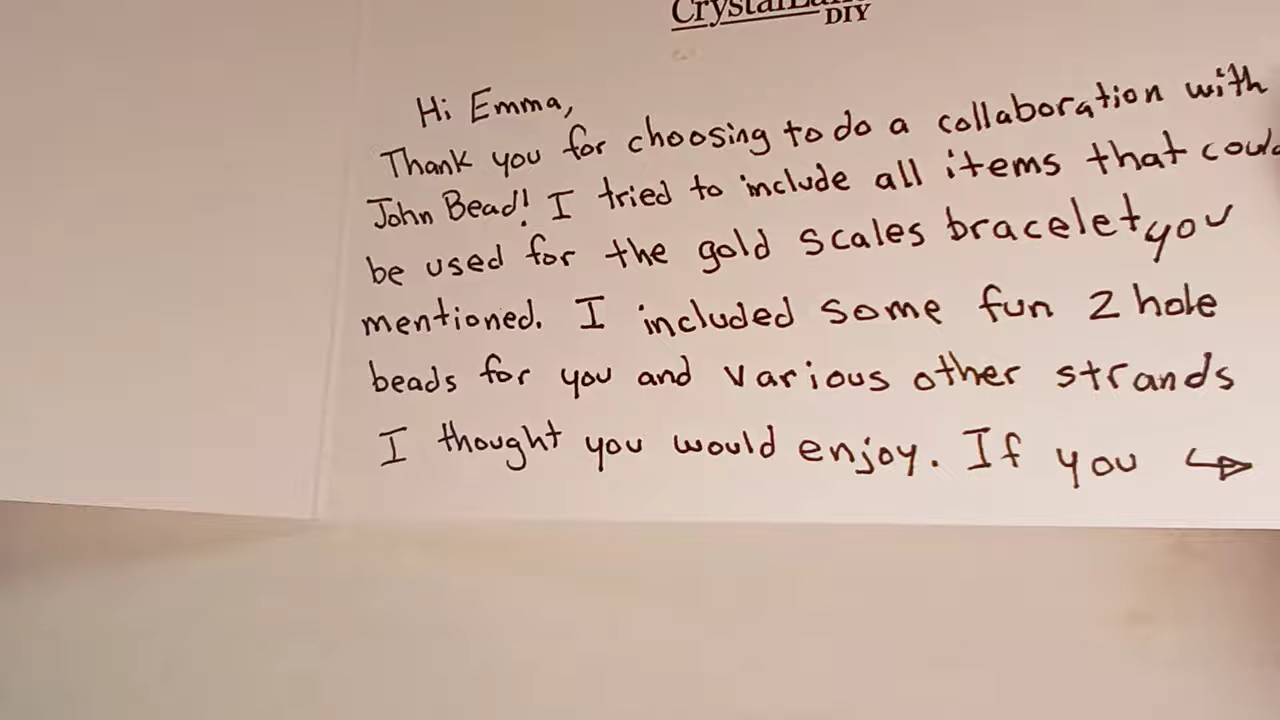 DIY
Hi Emma,
Thank you for choosing to do a collaboration with
John Bead! I tried to include all items that could
be used for the gold scales bracelet you
mentioned. I included some fun 2 hole
beads for you and various other strands
I thought you would enjoy. If you ↪